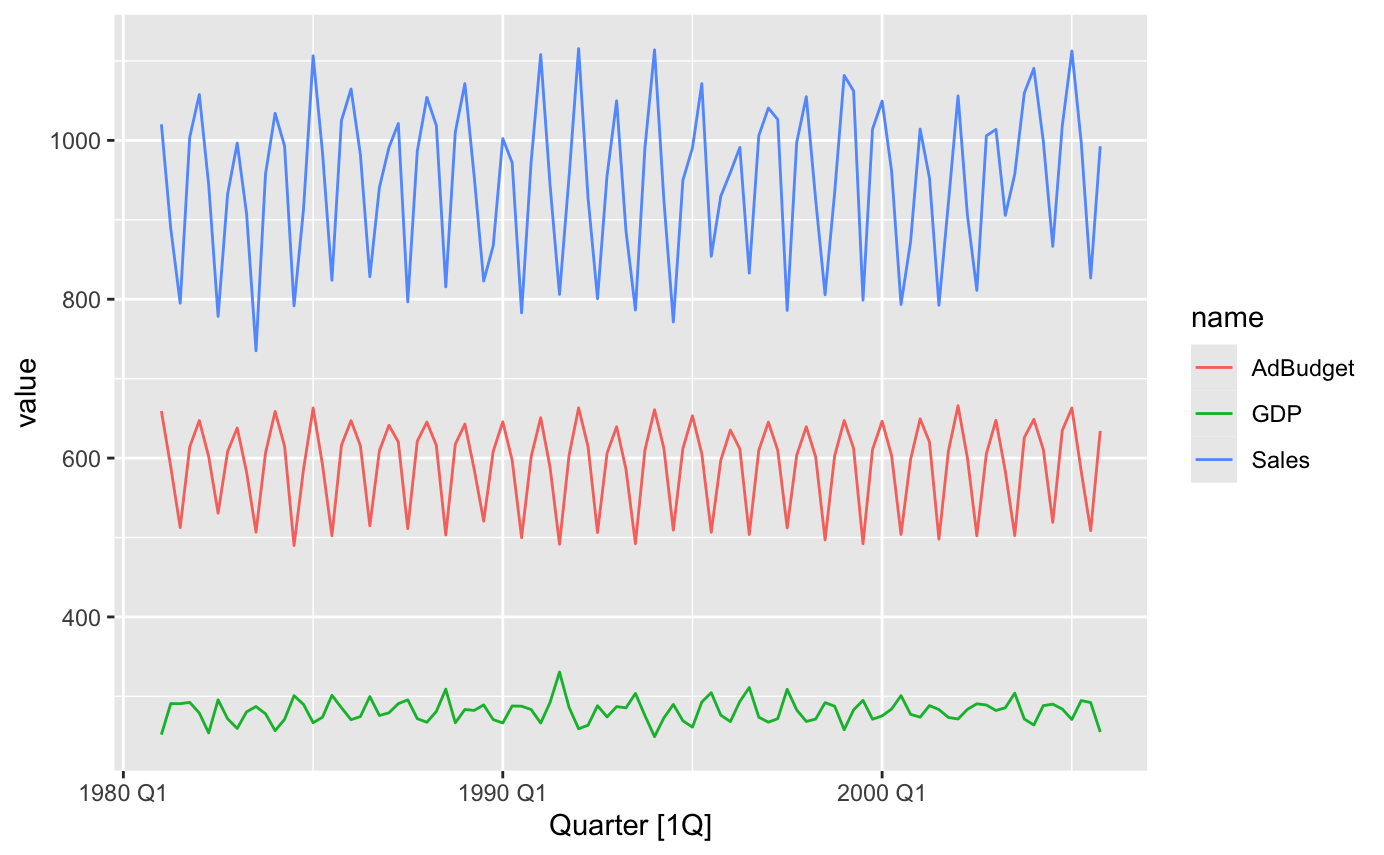 1000
800
600
400
value
1980 Q1
1990 Q1
2000 Q1
Quarter [1Q]
name
AdBudget
GDP
Sales